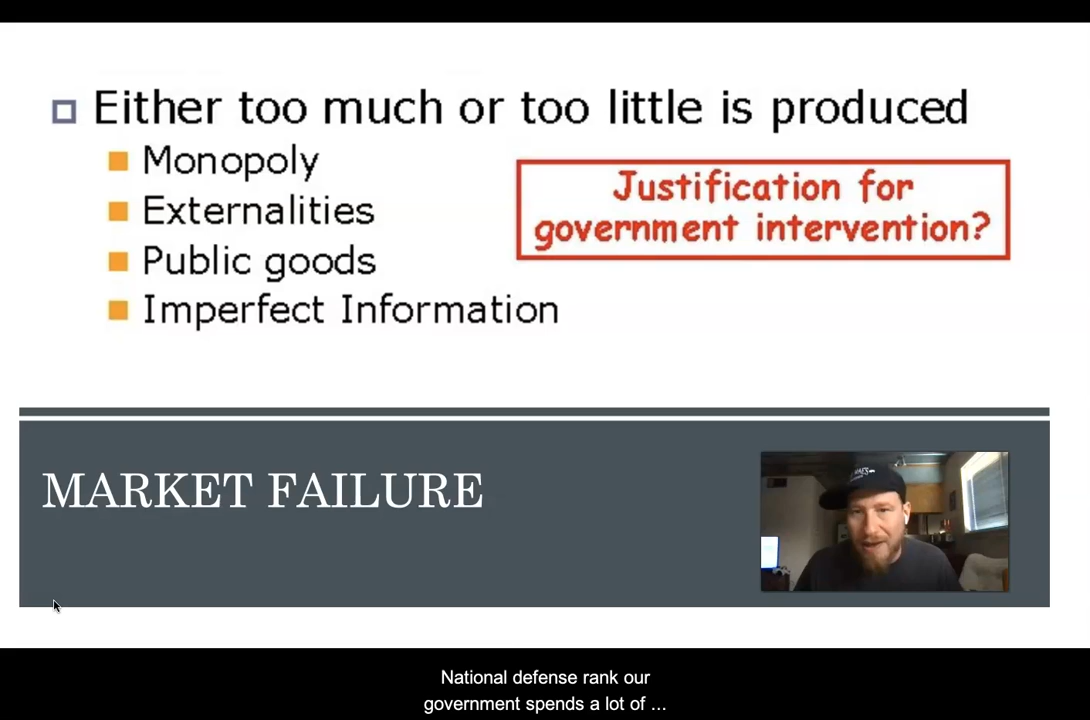 Either too much or too little is produced
Monopoly
Externalities
Public goods
Imperfect Information
Justification for
government intervention?
MARKET FAILURE
National defense rank our
government spends a lot of ...